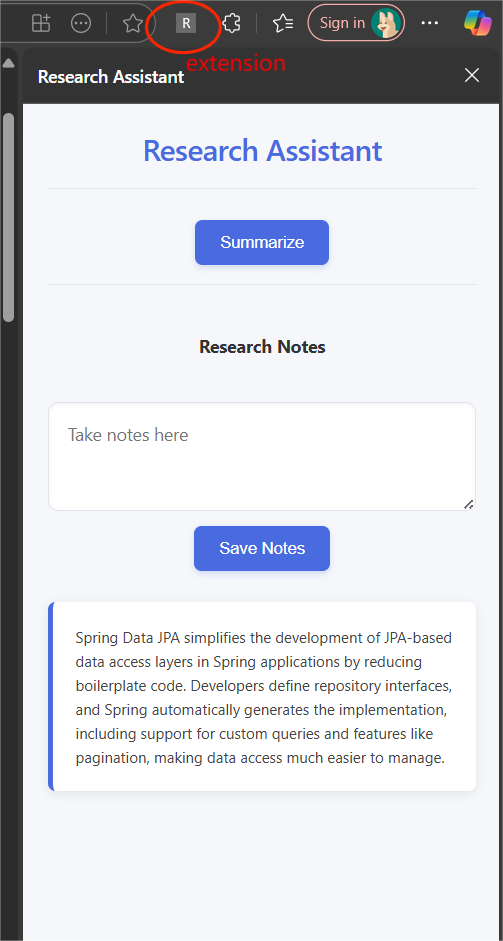 R
Sign in
extension
Research Assistant
Research Assistant
Summarize
Research Notes
Take notes here
Save Notes
Spring Data JPA simplifies the development of JPA-based
data access layers in Spring applications by reducing
boilerplate code. Developers define repository interfaces,
and Spring automatically generates the implementation,
including support for custom queries and features like
pagination, making data access much easier to manage.